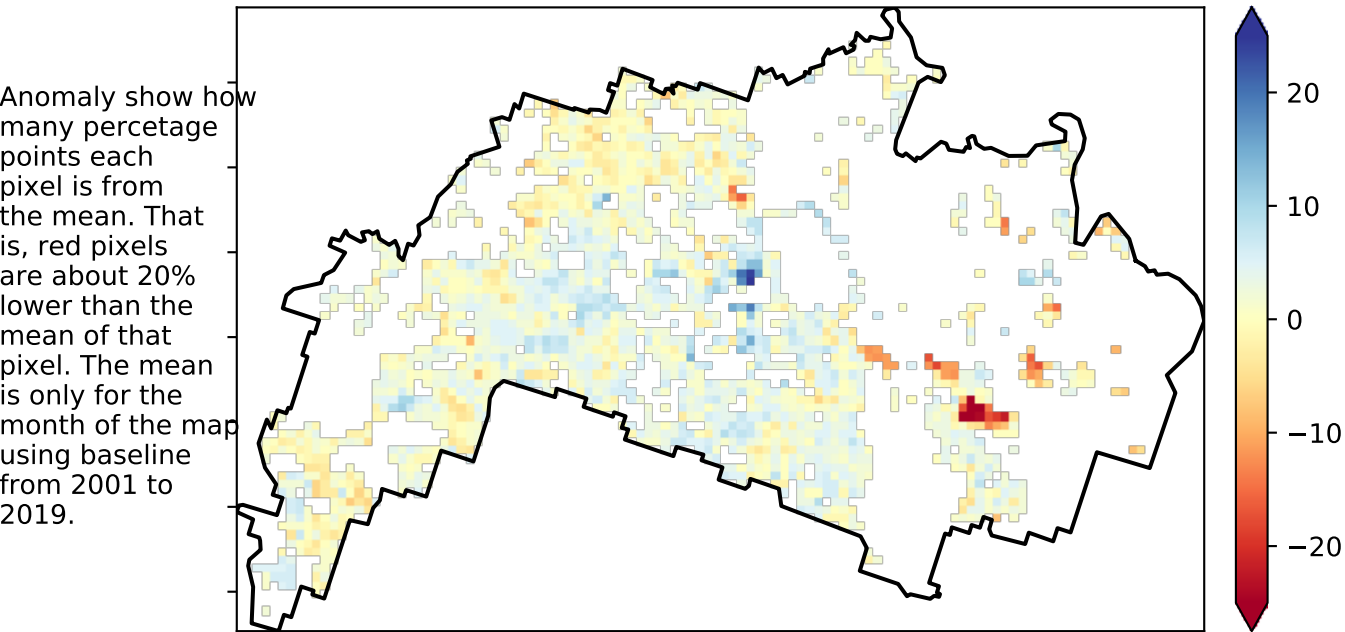 Anomaly show how
many percetage
points each
pixel is from
the mean. That
is, red pixels
are about 20%
lower than the
mean of that
pixel. The mean
is only for the
month of the map
using baseline
from 2001 to
2019.
20
10
0
−10
−20